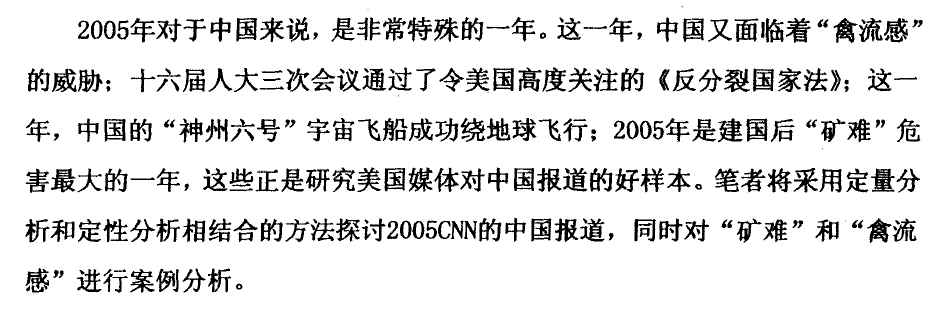 2005年对于中国来说，是非常特殊的一年。这一年，中国又面临着“禽流感”
的威胁；十六届人大三次会议通过了令美国高度关注的《反分裂国家法》；这一
年，中国的“神州六号”宇宙飞船成功绕地球飞行；2005年是建国后“矿难”危
害最大的一年，这些正是研究美国媒体对中国报道的好样本。笔者将采用定量分
析和定性分析相结合的方法探讨2005CNN的中国报道，同时对“矿难”和“禽流
感”进行案例分析。